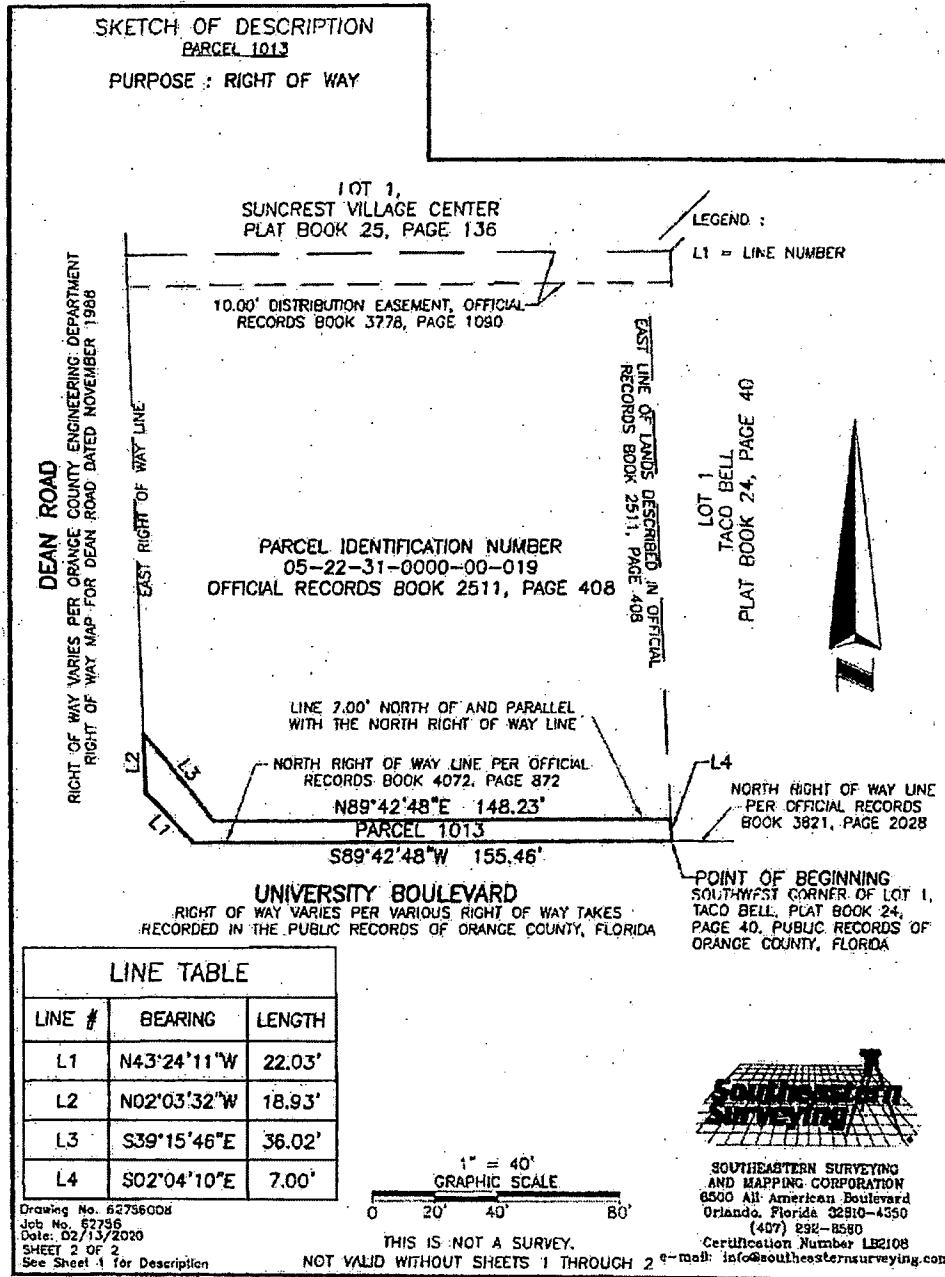 SKETCH OF DESCRIPTION
PARCEL 1013
PURPOSE : RIGHT OF WAY
LOT 1,
SUNCREST VILLAGE CENTER
PLAT BOOK 25, PAGE 136
LEGEND :
L1 = LINE NUMBER
10.00' DISTRIBUTION EASEMENT, OFFICIAL
RECORDS BOOK 3778, PAGE 1090
DEAN ROAD
RIGHT OF WAY VARIES PER ORANGE COUNTY ENGINEERING DEPARTMENT
RIGHT OF WAY MAP FOR DEAN ROAD DATED NOVEMBER 1988
EAST RIGHT OF WAY LINE
EAST LINE OF LANDS DESCRIBED IN OFFICIAL
RECORDS BOOK 2511, PAGE 408
LOT 1
TACO BELL
PLAT BOOK 24, PAGE 40
PARCEL IDENTIFICATION NUMBER
05-22-31-0000-00-019
OFFICIAL RECORDS BOOK 2511, PAGE 408
LINE 7.00' NORTH OF AND PARALLEL
WITH THE NORTH RIGHT OF WAY LINE
L2
L3
L1
NORTH RIGHT OF WAY LINE PER OFFICIAL
RECORDS BOOK 4072, PAGE 872
L4
N89°42'48"E 148.23'
PARCEL 1013
S89°42'48"W 155.46'
NORTH RIGHT OF WAY LINE
PER OFFICIAL RECORDS
BOOK 3821, PAGE 2028
POINT OF BEGINNING
SOUTHWEST CORNER OF LOT 1,
TACO BELL, PLAT BOOK 24,
PAGE 40, PUBLIC RECORDS OF
ORANGE COUNTY, FLORIDA
UNIVERSITY BOULEVARD
RIGHT OF WAY VARIES PER VARIOUS RIGHT OF WAY TAKES
RECORDED IN THE PUBLIC RECORDS OF ORANGE COUNTY, FLORIDA
LINE TABLE
LINE # BEARING LENGTH
L1 N43°24'11"W 22.03'
L2 N02°03'32"W 18.93'
L3 S39°15'46"E 36.02'
L4 S02°04'10"E 7.00'
Drawing No. 62736008
Job No. 62736
Date: 02/13/2020
SHEET 2 OF 2
See Sheet 1 for Description
1" = 40'
GRAPHIC SCALE
0 20' 40' 80'
THIS IS NOT A SURVEY.
NOT VALID WITHOUT SHEETS 1 THROUGH 2
Southeastern
Surveying
SOUTHEASTERN SURVEYING
AND MAPPING CORPORATION
6500 All American Boulevard
Orlando, Florida 32810-4350
(407) 292-8580
Certification Number LB2108
e-mail: info@southeasternsurveying.com